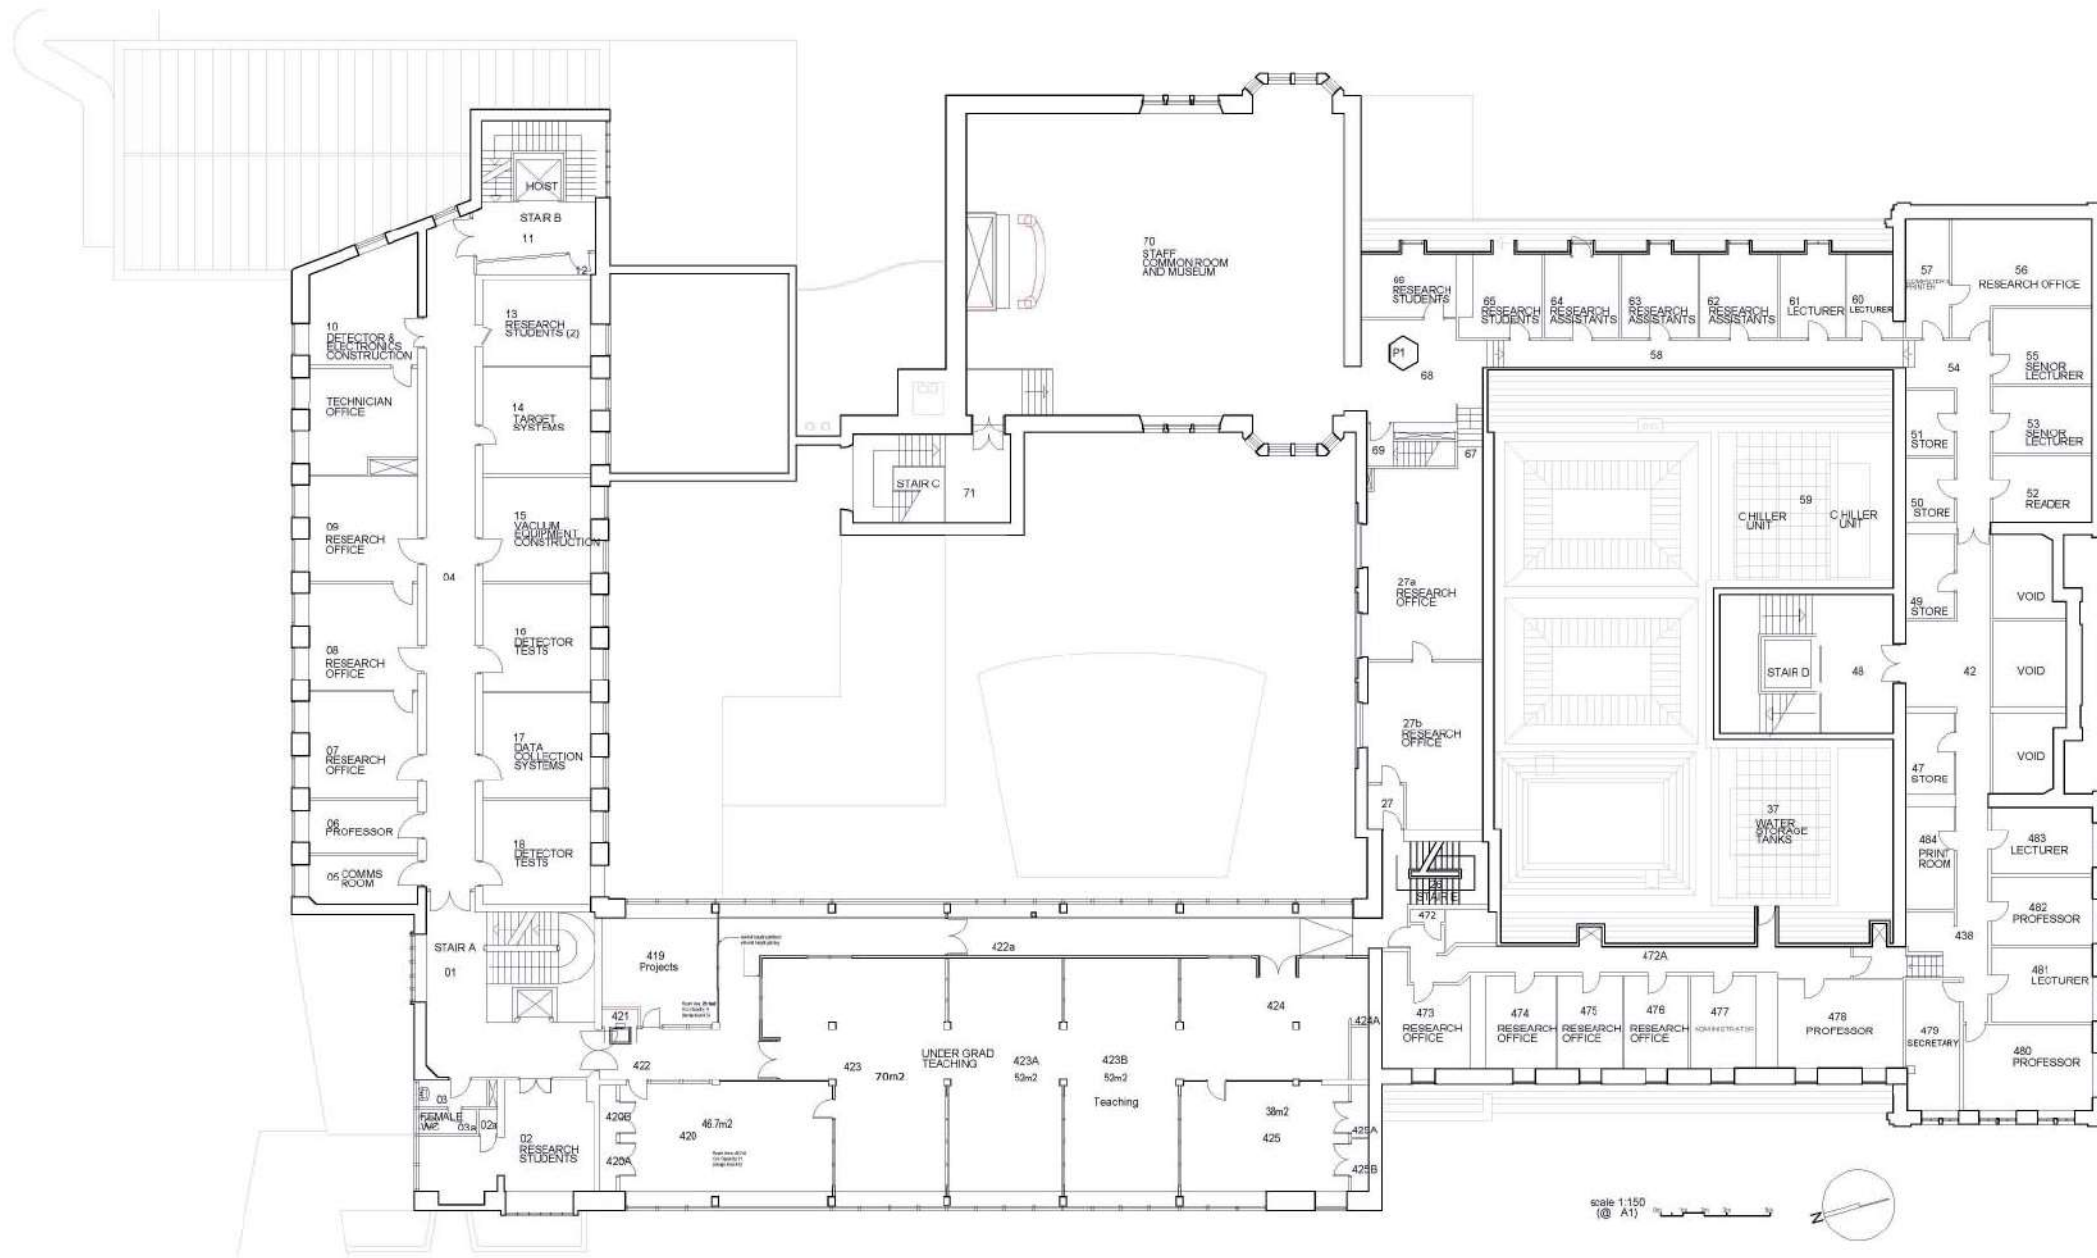 HOIST
STAIR B
11
12
10
DETECTOR &
ELECTRONICS
CONSTRUCTION
13
RESEARCH
STUDENTS (2)
TECHNICIAN
OFFICE
14
TARGET
SYSTEMS
09
RESEARCH
OFFICE
15
VACUUM
EQUIPMENT
CONSTRUCTION
04
08
RESEARCH
OFFICE
16
DETECTOR
TESTS
07
RESEARCH
OFFICE
17
DATA
COLLECTION
SYSTEMS
06
PROFESSOR
18
DETECTOR
TESTS
05 COMMS
ROOM
STAIR A
01
03
FEMALE
WC
03a
02a
02
RESEARCH
STUDENTS
70
STAFF
COMMON ROOM
AND MUSEUM
STAIR C
71
66
RESEARCH
STUDENTS
65
RESEARCH
STUDENTS
64
RESEARCH
ASSISTANTS
63
RESEARCH
ASSISTANTS
62
RESEARCH
ASSISTANTS
61
LECTURER
60
LECTURER
57
56
RESEARCH OFFICE
P1
68
58
54
55
SENIOR
LECTURER
69
67
51
STORE
53
SENIOR
LECTURER
50
STORE
52
READER
59
CHILLER
UNIT
CHILLER
UNIT
27a
RESEARCH
OFFICE
49
STORE
VOID
STAIR D
48
42
VOID
27b
RESEARCH
OFFICE
47
STORE
VOID
27
37
WATER
STORAGE
TANKS
484
PRINT
ROOM
483
LECTURER
26
STAIR E
482
PROFESSOR
472
438
472A
481
LECTURER
419
Projects
422a
421
422
423
70m2
UNDER GRAD
TEACHING
423A
52m2
423B
52m2
Teaching
424
424A
473
RESEARCH
OFFICE
474
RESEARCH
OFFICE
475
RESEARCH
OFFICE
476
RESEARCH
OFFICE
477
ADMINISTRATOR
478
PROFESSOR
479
SECRETARY
480
PROFESSOR
420B
420A
46.7m2
420
38m2
425
425A
425B
scale 1:150
(@ A1)
N